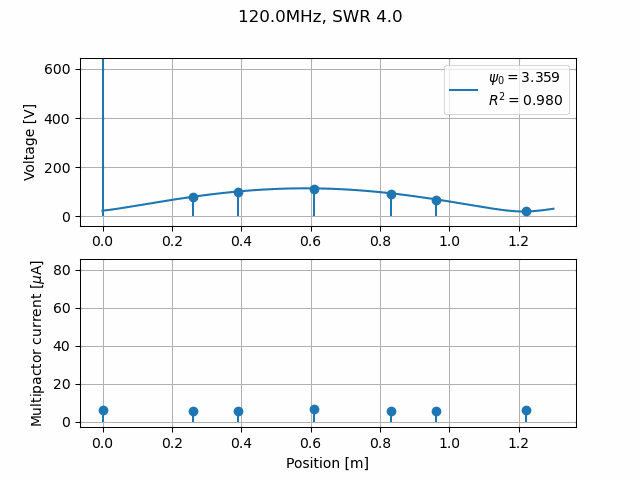 120.0MHz, SWR 4.0
600
400
200
0
Voltage [V]
ψ₀ = 3.359
R² = 0.980
0.0 0.2 0.4 0.6 0.8 1.0 1.2
80
60
40
20
0
Multipactor current [μA]
0.0 0.2 0.4 0.6 0.8 1.0 1.2
Position [m]